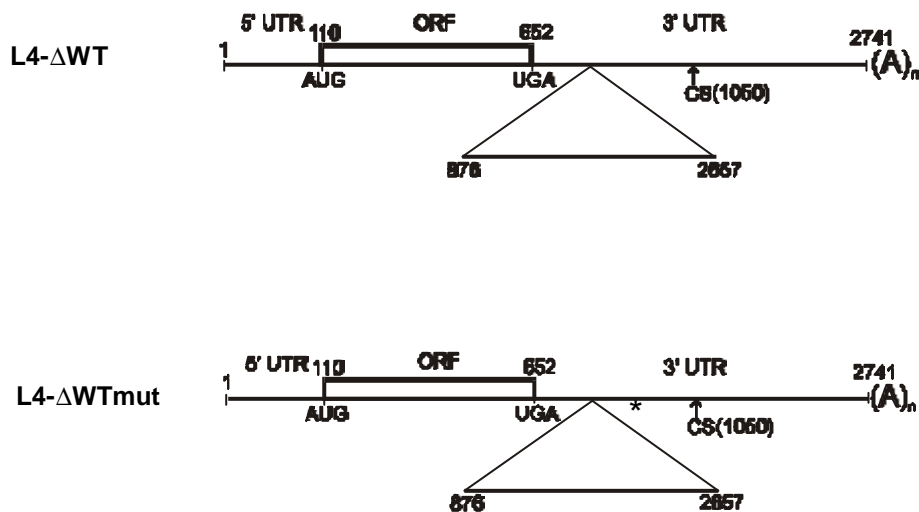 5' UTR 110 ORF 652 3' UTR
L4-ΔWT 1 2741 (A)n
AUG UGA CS(1050)
876 2657
5' UTR 110 ORF 652 3' UTR
L4-ΔWTmut 1 2741 (A)n
AUG UGA * CS(1050)
876 2657